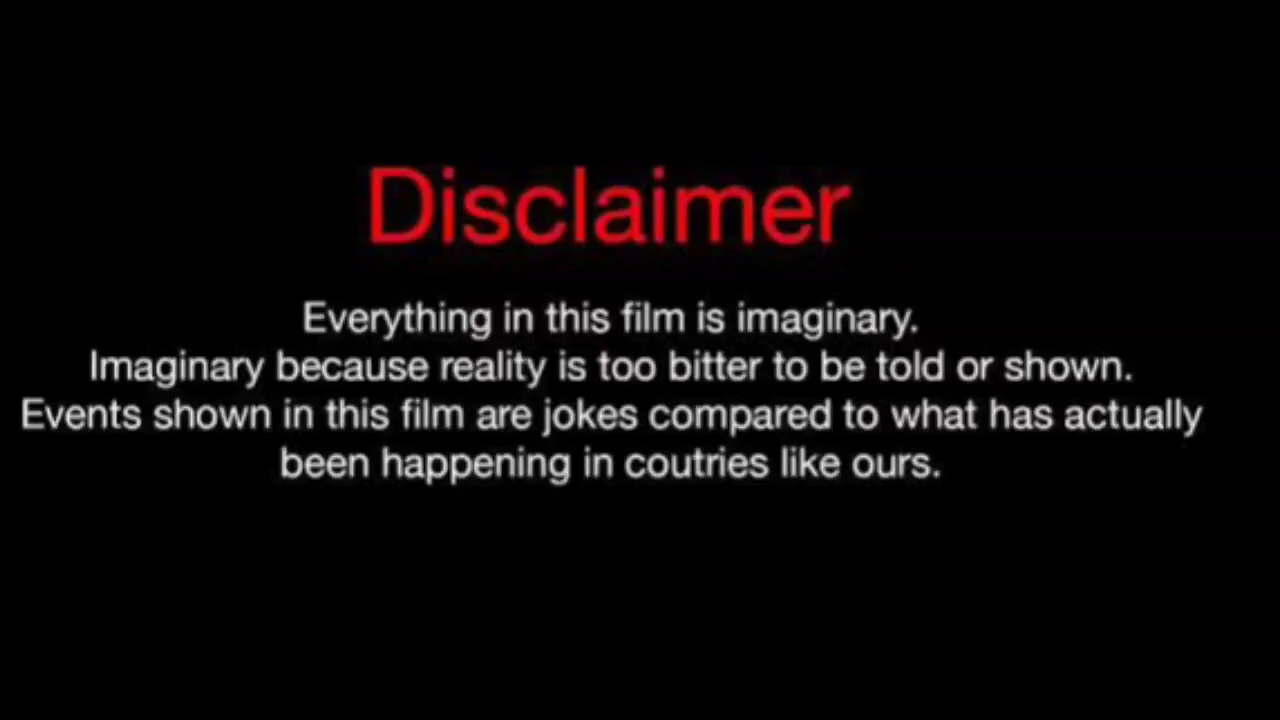 Disclaimer
Everything in this film is imaginary.
Imaginary because reality is too bitter to be told or shown.
Events shown in this film are jokes compared to what has actually
been happening in coutries like ours.